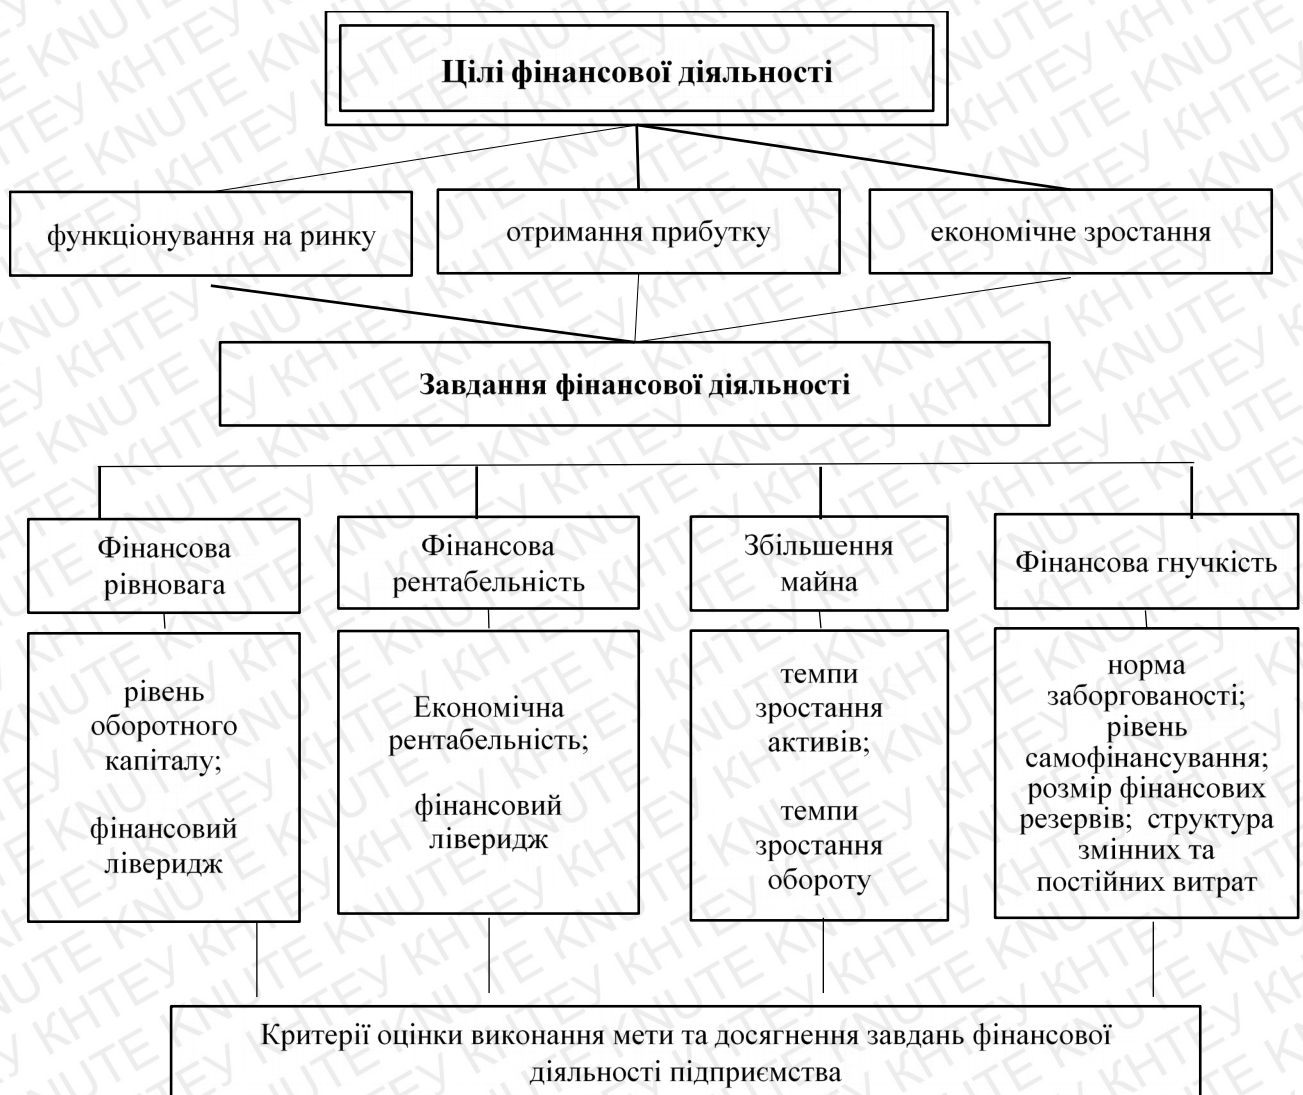 Цілі фінансової діяльності
функціонування на ринку
отримання прибутку
економічне зростання
Завдання фінансової діяльності
Фінансова
рівновага
Фінансова
рентабельність
Збільшення
майна
Фінансова гнучкість
рівень
оборотного
капіталу;
фінансовий
ліверидж
Економічна
рентабельність;
фінансовий
ліверидж
темпи
зростання
активів;
темпи
зростання
обороту
норма
заборгованості;
рівень
самофінансування;
розмір фінансових
резервів; структура
змінних та
постійних витрат
Критерії оцінки виконання мети та досягнення завдань фінансової
діяльності підприємства